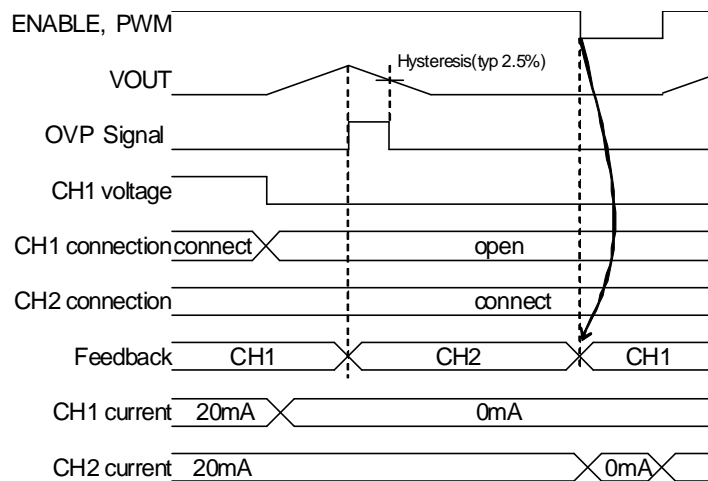 ENABLE, PWM
Hysteresis(typ 2.5%)
VOUT
OVP Signal
CH1 voltage
CH1 connection connect open
CH2 connection connect
Feedback CH1 CH2 CH1
CH1 current 20mA 0mA
CH2 current 20mA 0mA